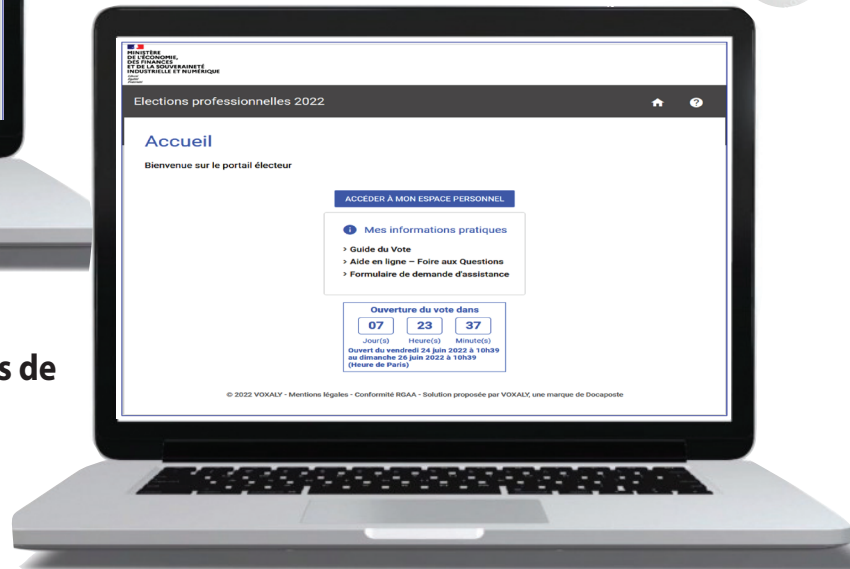 MINISTÈRE
DE L'ÉCONOMIE,
DES FINANCES
ET DE LA SOUVERAINETÉ
INDUSTRIELLE ET NUMÉRIQUE
Elections professionnelles 2022
Accueil
Bienvenue sur le portail électeur
ACCÉDER À MON ESPACE PERSONNEL
Mes informations pratiques
> Guide du Vote
> Aide en ligne – Foire aux Questions
> Formulaire de demande d'assistance
Ouverture du vote dans
07 23 37
Jour(s) Heure(s) Minute(s)
Ouvert du vendredi 24 juin 2022 à 10h39
au dimanche 26 juin 2022 à 10h39
(Heure de Paris)
© 2022 VOXALY - Mentions légales - Conformité RGAA - Solution proposée par VOXALY, une marque de Docaposte
s de